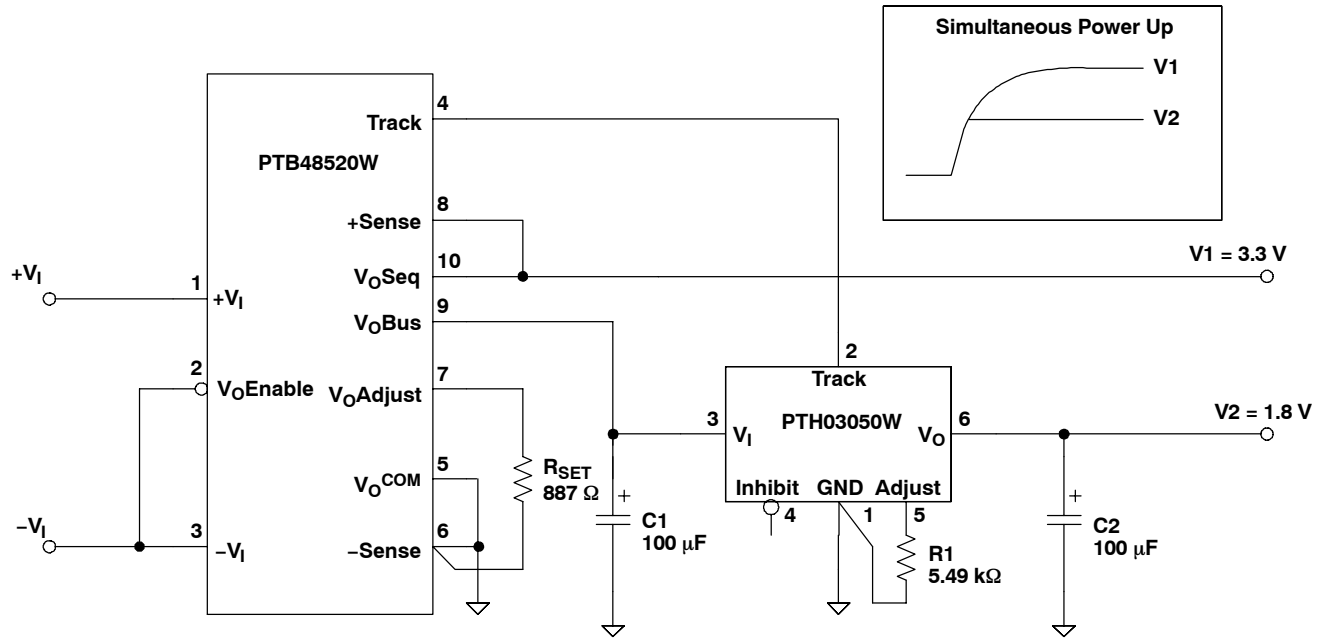 Simultaneous Power Up
V1
V2
4
Track
PTB48520W
8
+Sense
10
VOSeq
V1 = 3.3 V
+VI
1
+VI
9
VOBus
2
VOEnable
7
VOAdjust
2
Track
PTH03050W
3
VI
VO
6
V2 = 1.8 V
5
VOCOM
RSET
887 Ω
Inhibit
GND
Adjust
4
1
5
+
C1
100 µF
+
C2
100 µF
−VI
3
−VI
6
−Sense
R1
5.49 kΩ